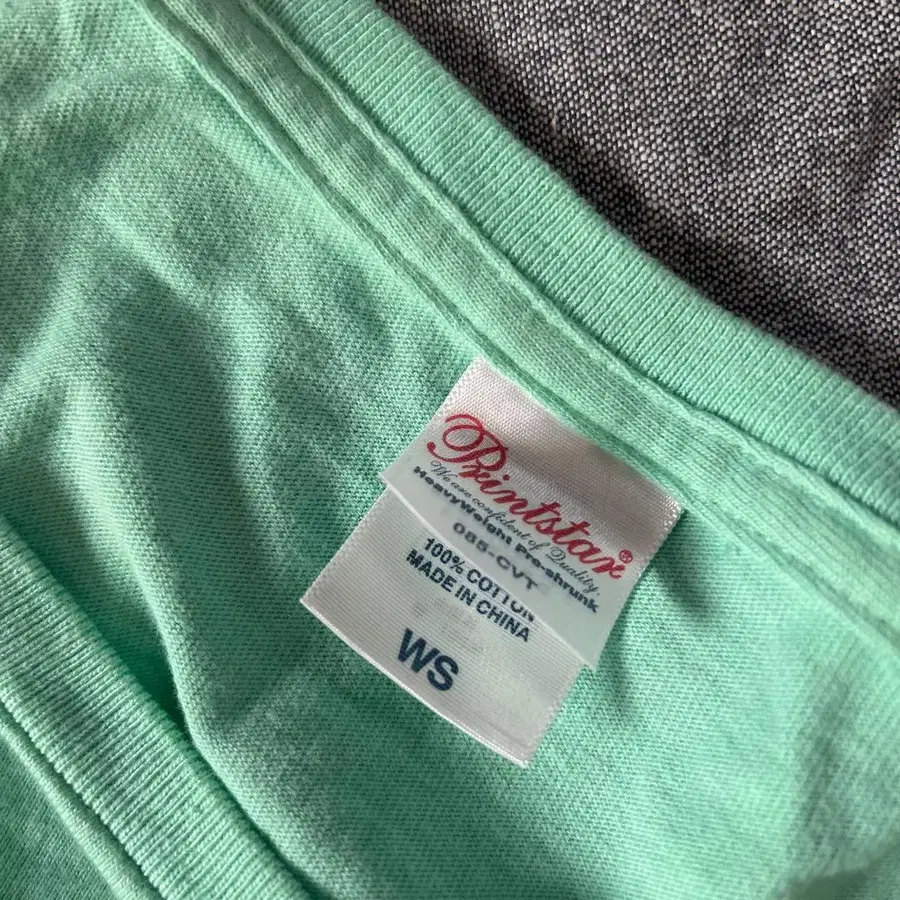 Printstar®
We are confident of Quality
HeavyWeight Pre-shrunk
085-CVT
100% COTTON
MADE IN CHINA
WS